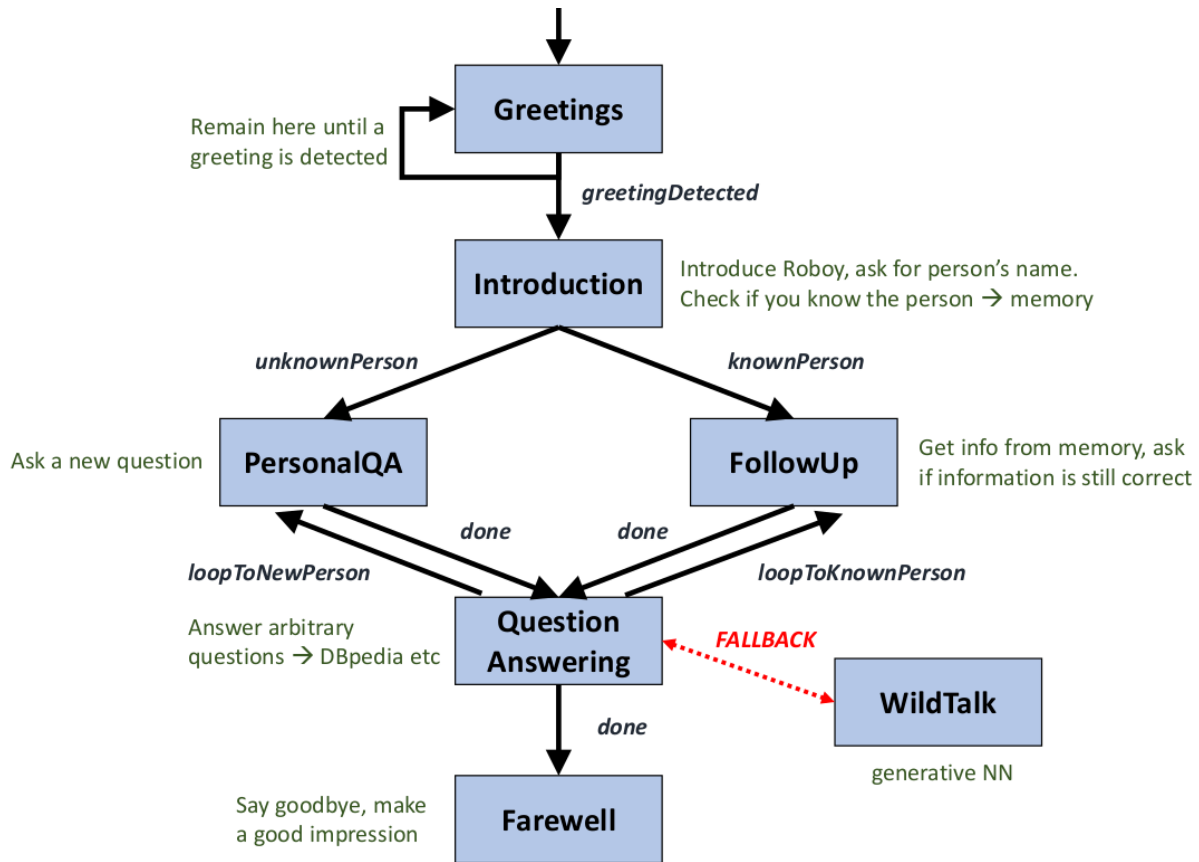 Greetings
Remain here until a
greeting is detected
greetingDetected
Introduction
Introduce Roboy, ask for person's name.
Check if you know the person → memory
unknownPerson
knownPerson
Ask a new question
PersonalQA
FollowUp
Get info from memory, ask
if information is still correct
done
done
loopToNewPerson
loopToKnownPerson
Answer arbitrary
questions → DBpedia etc
Question
Answering
FALLBACK
WildTalk
generative NN
done
Say goodbye, make
a good impression
Farewell